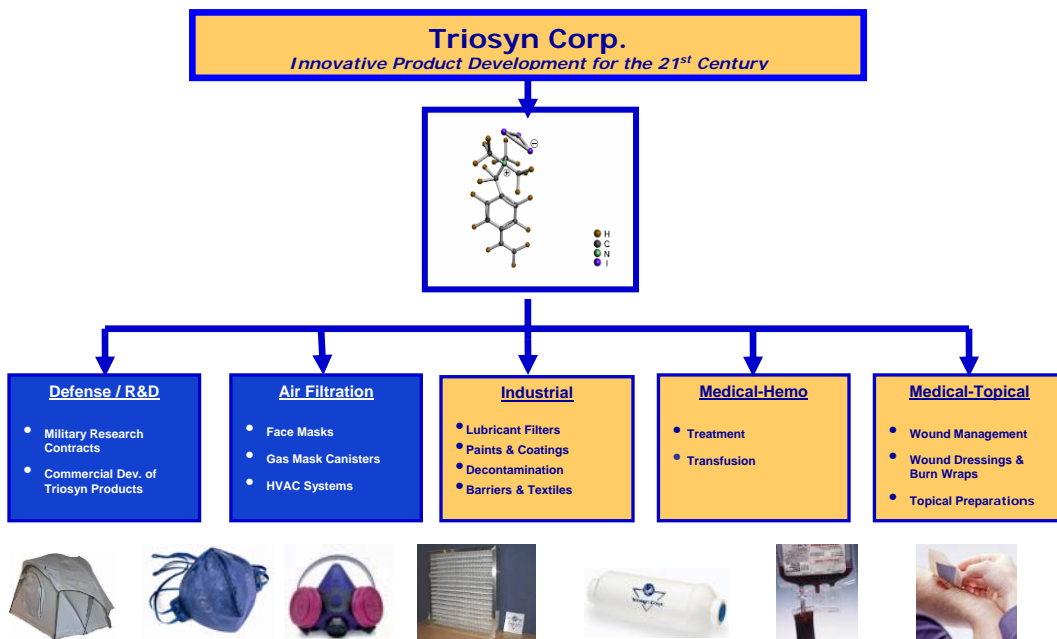 Triosyn Corp.
Innovative Product Development for the 21st Century
H
C
N
I
Defense / R&D
• Military Research
Contracts
• Commercial Dev. of
Triosyn Products
Air Filtration
• Face Masks
• Gas Mask Canisters
• HVAC Systems
Industrial
• Lubricant Filters
• Paints & Coatings
• Decontamination
• Barriers & Textiles
Medical-Hemo
• Treatment
• Transfusion
Medical-Topical
• Wound Management
• Wound Dressings &
Burn Wraps
• Topical Preparations
Triosyn Corp.